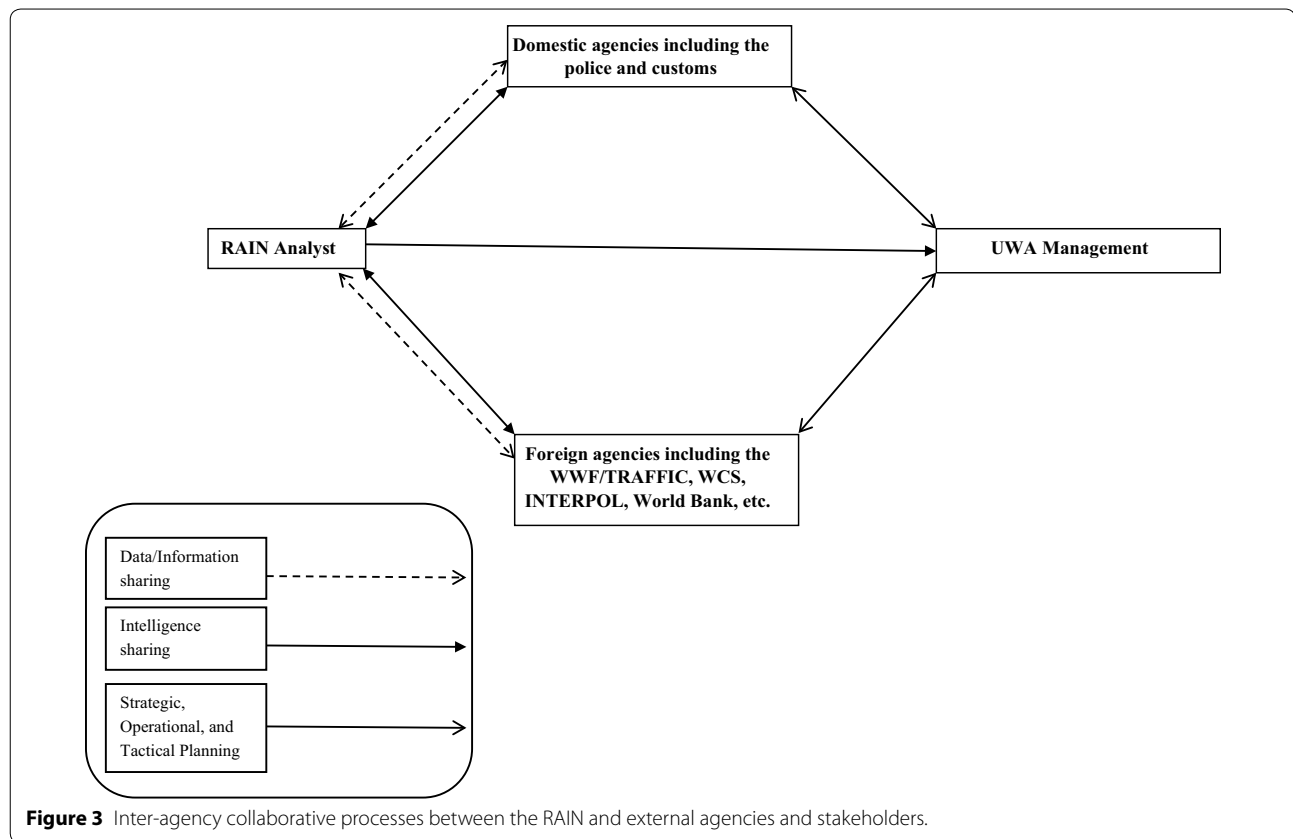 Domestic agencies including the
police and customs
RAIN Analyst
UWA Management
Foreign agencies including the
WWF/TRAFFIC, WCS,
INTERPOL, World Bank, etc.
Data/Information
sharing
Intelligence
sharing
Strategic,
Operational, and
Tactical Planning
Figure 3 Inter-agency collaborative processes between the RAIN and external agencies and stakeholders.